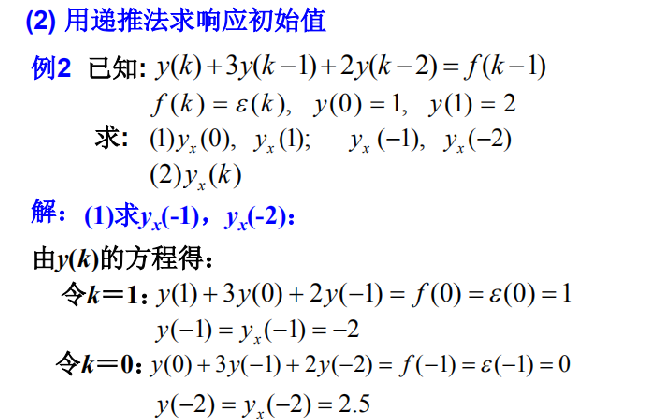 (2) 用递推法求响应初始值
例2 已知: y(k)+3y(k−1)+2y(k−2)=f(k−1)
f(k)=ε(k), y(0)=1, y(1)=2
求: (1)yₓ(0), yₓ(1); yₓ(−1), yₓ(−2)
(2)yₓ(k)
解: (1)求yₓ(-1), yₓ(-2):
由y(k)的方程得:
令k=1: y(1)+3y(0)+2y(−1)=f(0)=ε(0)=1
y(−1)=yₓ(−1)=−2
令k=0: y(0)+3y(−1)+2y(−2)=f(−1)=ε(−1)=0
y(−2)=yₓ(−2)=2.5